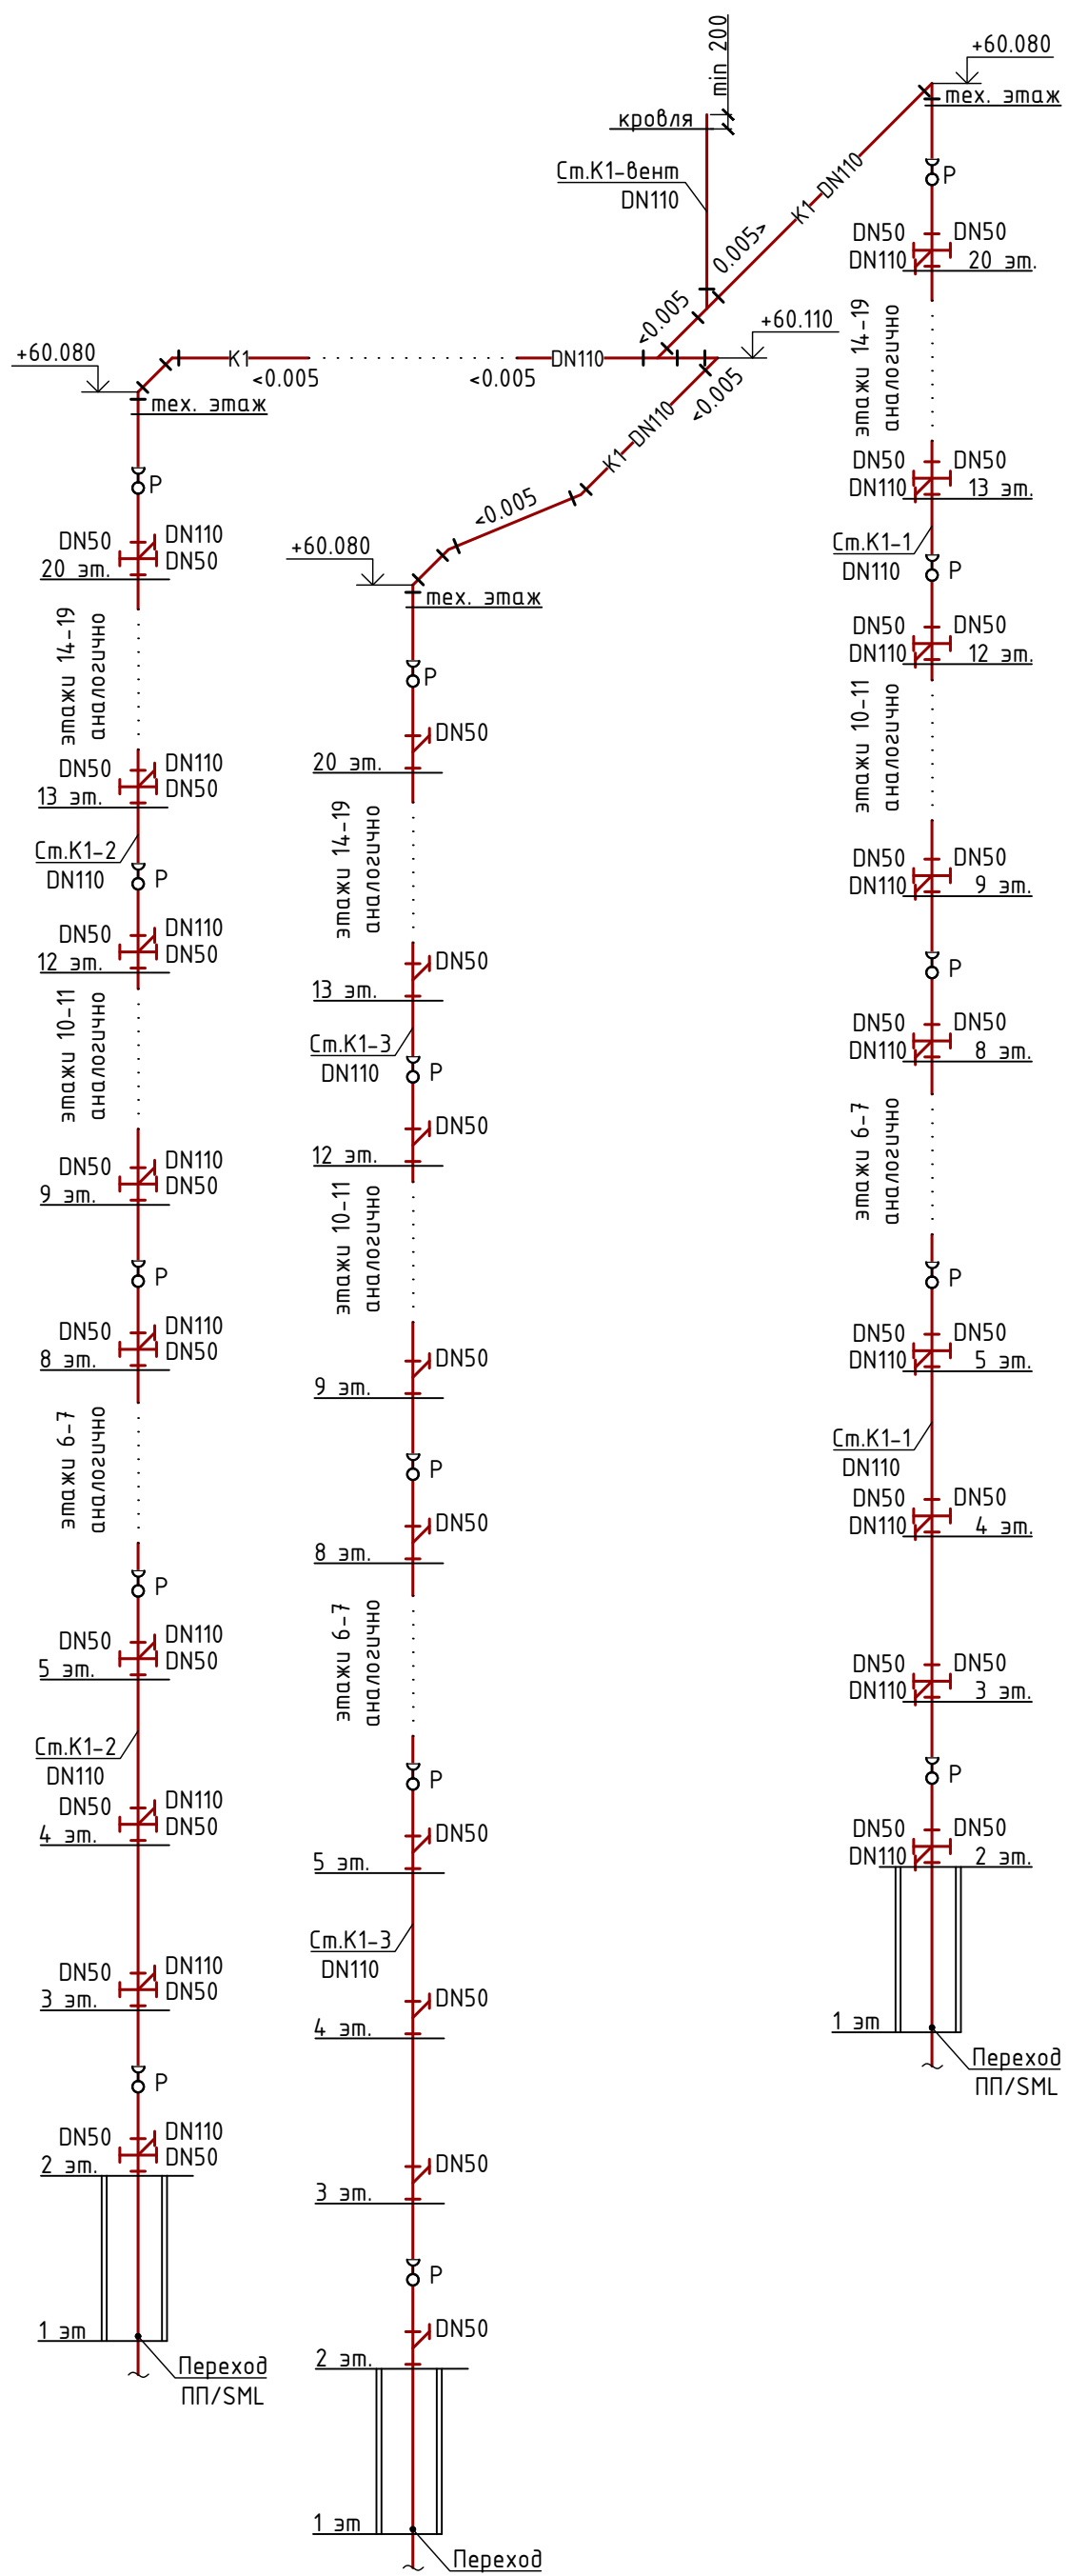 +60.080
тех. этаж
min 200
кровля
Ст.К1-вент
DN110
K1
DN110
0.005>
<0.005
+60.110
+60.080
K1
<0.005
<0.005
DN110
<0.005
тех. этаж
K1
DN110
<0.005
+60.080
тех. этаж
P
DN50
DN110
DN50
20 эт.
этажи 14-19
аналогично
DN50
DN110
DN50
13 эт.
Ст.К1-2
DN110
P
DN50
DN110
DN50
12 эт.
этажи 10-11
аналогично
DN50
DN110
DN50
9 эт.
P
DN50
DN110
DN50
8 эт.
этажи 6-7
аналогично
P
DN50
DN110
DN50
5 эт.
Ст.К1-2
DN110
DN50
DN110
DN50
4 эт.
DN50
DN110
DN50
3 эт.
P
DN50
DN110
DN50
2 эт.
1 эт
Переход
ПП/SML
P
DN50
20 эт.
этажи 14-19
аналогично
DN50
13 эт.
Ст.К1-3
DN110
P
DN50
12 эт.
этажи 10-11
аналогично
DN50
9 эт.
P
DN50
8 эт.
этажи 6-7
аналогично
P
DN50
5 эт.
Ст.К1-3
DN110
DN50
4 эт.
DN50
3 эт.
P
DN50
2 эт.
1 эт
Переход
P
DN50
DN50
DN110
20 эт.
этажи 14-19
аналогично
DN50
DN50
DN110
13 эт.
Ст.К1-1
DN110
P
DN50
DN50
DN110
12 эт.
этажи 10-11
аналогично
DN50
DN50
DN110
9 эт.
P
DN50
DN50
DN110
8 эт.
этажи 6-7
аналогично
P
DN50
DN50
DN110
5 эт.
Ст.К1-1
DN110
DN50
DN50
DN110
4 эт.
DN50
DN50
DN110
3 эт.
P
DN50
DN50
DN110
2 эт.
1 эт
Переход
ПП/SML